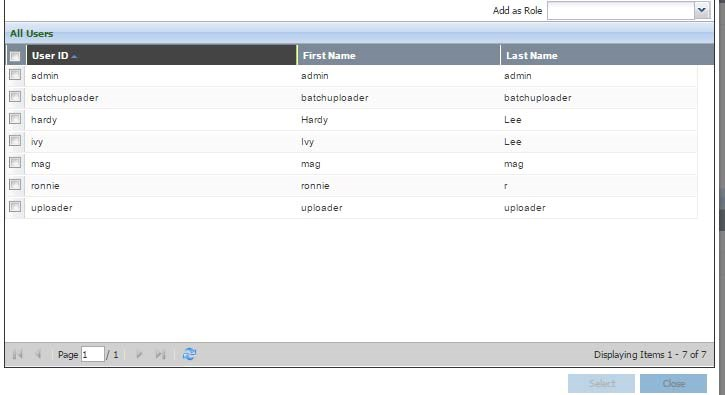 Add as Role
All Users
User ID First Name Last Name
admin admin admin
batchuploader batchuploader batchuploader
hardy Hardy Lee
ivy Ivy Lee
mag mag mag
ronnie ronnie r
uploader uploader uploader
Page 1 / 1 Displaying Items 1 - 7 of 7
Select Close